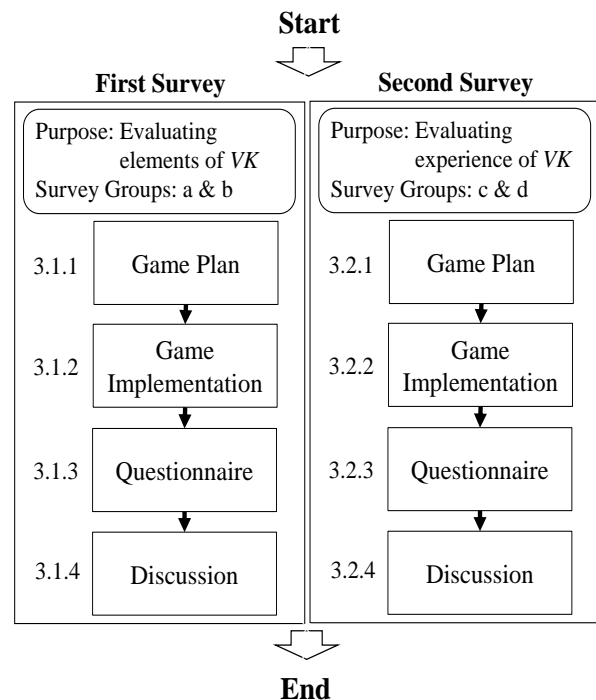 Start
First Survey
Purpose: Evaluating
elements of VK
Survey Groups: a & b
3.1.1
Game Plan
3.1.2
Game
Implementation
3.1.3
Questionnaire
3.1.4
Discussion
Second Survey
Purpose: Evaluating
experience of VK
Survey Groups: c & d
3.2.1
Game Plan
3.2.2
Game
Implementation
3.2.3
Questionnaire
3.2.4
Discussion
End